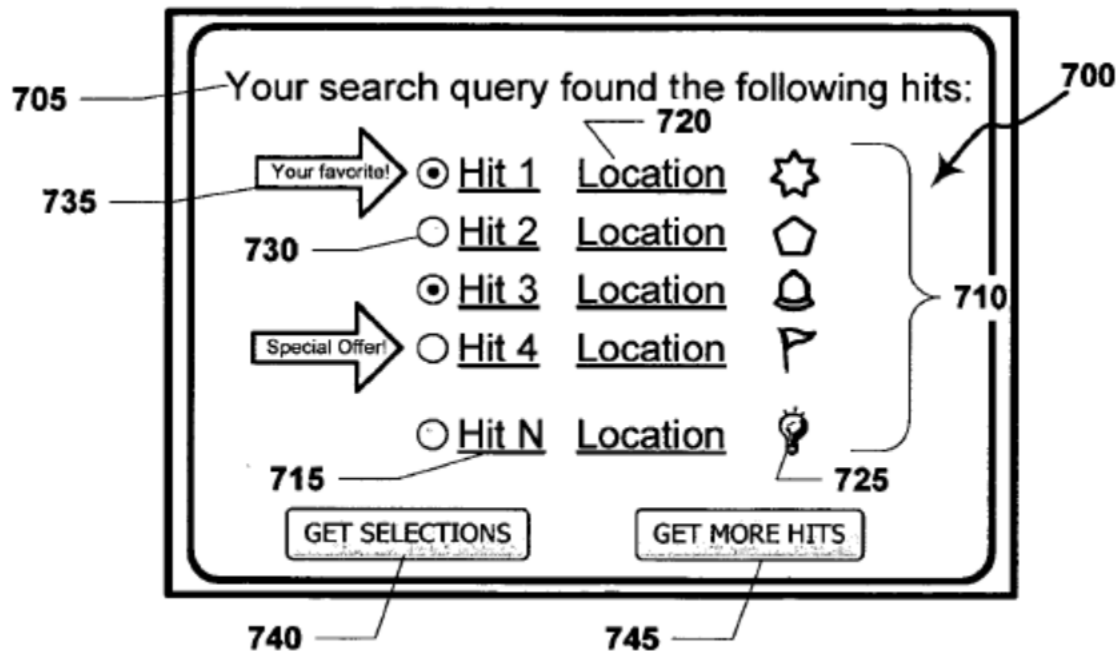 705 Your search query found the following hits: 700
720
Your favorite! Hit 1 Location
735
730 Hit 2 Location
Hit 3 Location 710
Special Offer! Hit 4 Location
Hit N Location
715 725
GET SELECTIONS GET MORE HITS
740 745